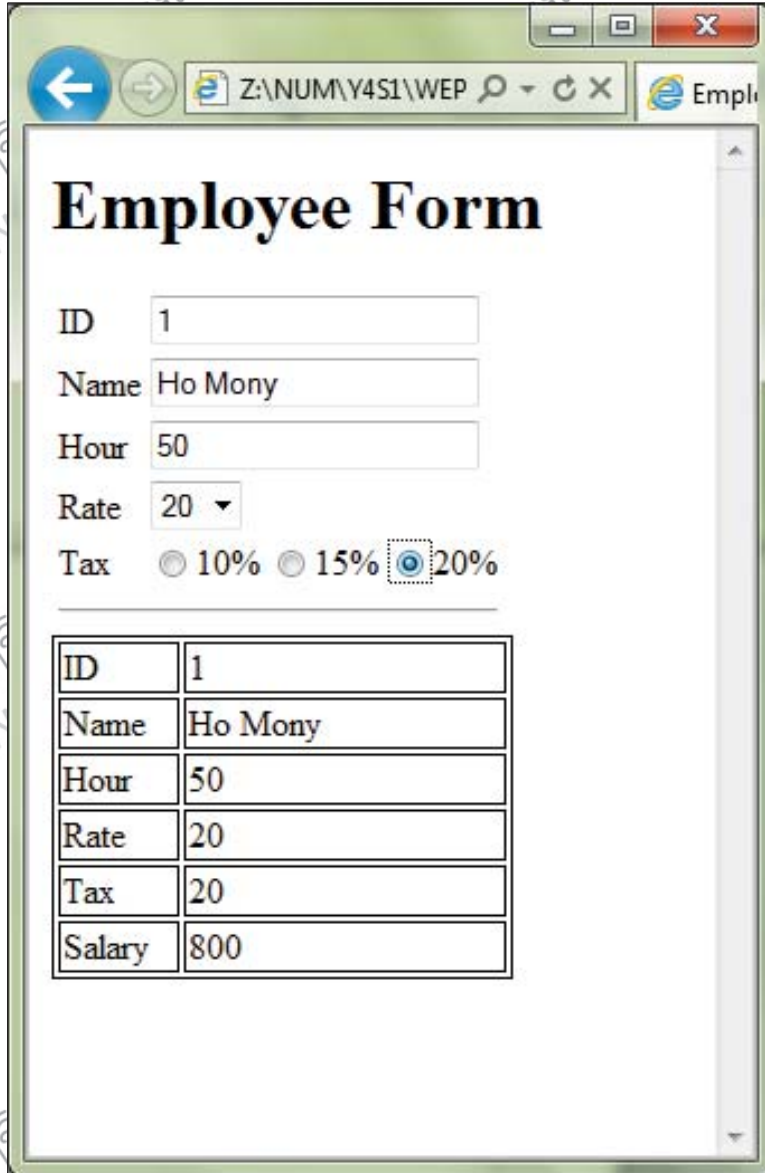 Z:\NUM\Y4S1\WEP
Emplo
Employee Form
ID 1
Name Ho Mony
Hour 50
Rate 20
Tax 10% 15% 20%
ID 1
Name Ho Mony
Hour 50
Rate 20
Tax 20
Salary 800